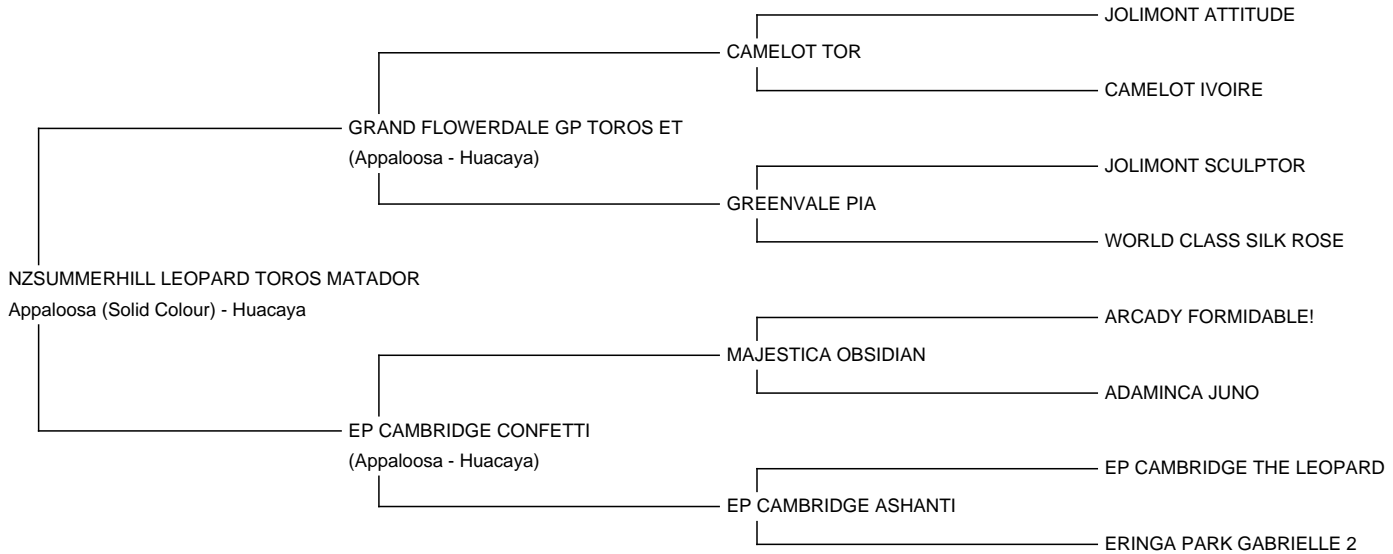 JOLIMONT ATTITUDE
CAMELOT TOR
CAMELOT IVOIRE
GRAND FLOWERDALE GP TOROS ET
(Appaloosa - Huacaya)
JOLIMONT SCULPTOR
GREENVALE PIA
WORLD CLASS SILK ROSE
NZSUMMERHILL LEOPARD TOROS MATADOR
Appaloosa (Solid Colour) - Huacaya
ARCADY FORMIDABLE!
MAJESTICA OBSIDIAN
ADAMINCA JUNO
EP CAMBRIDGE CONFETTI
(Appaloosa - Huacaya)
EP CAMBRIDGE THE LEOPARD
EP CAMBRIDGE ASHANTI
ERINGA PARK GABRIELLE 2